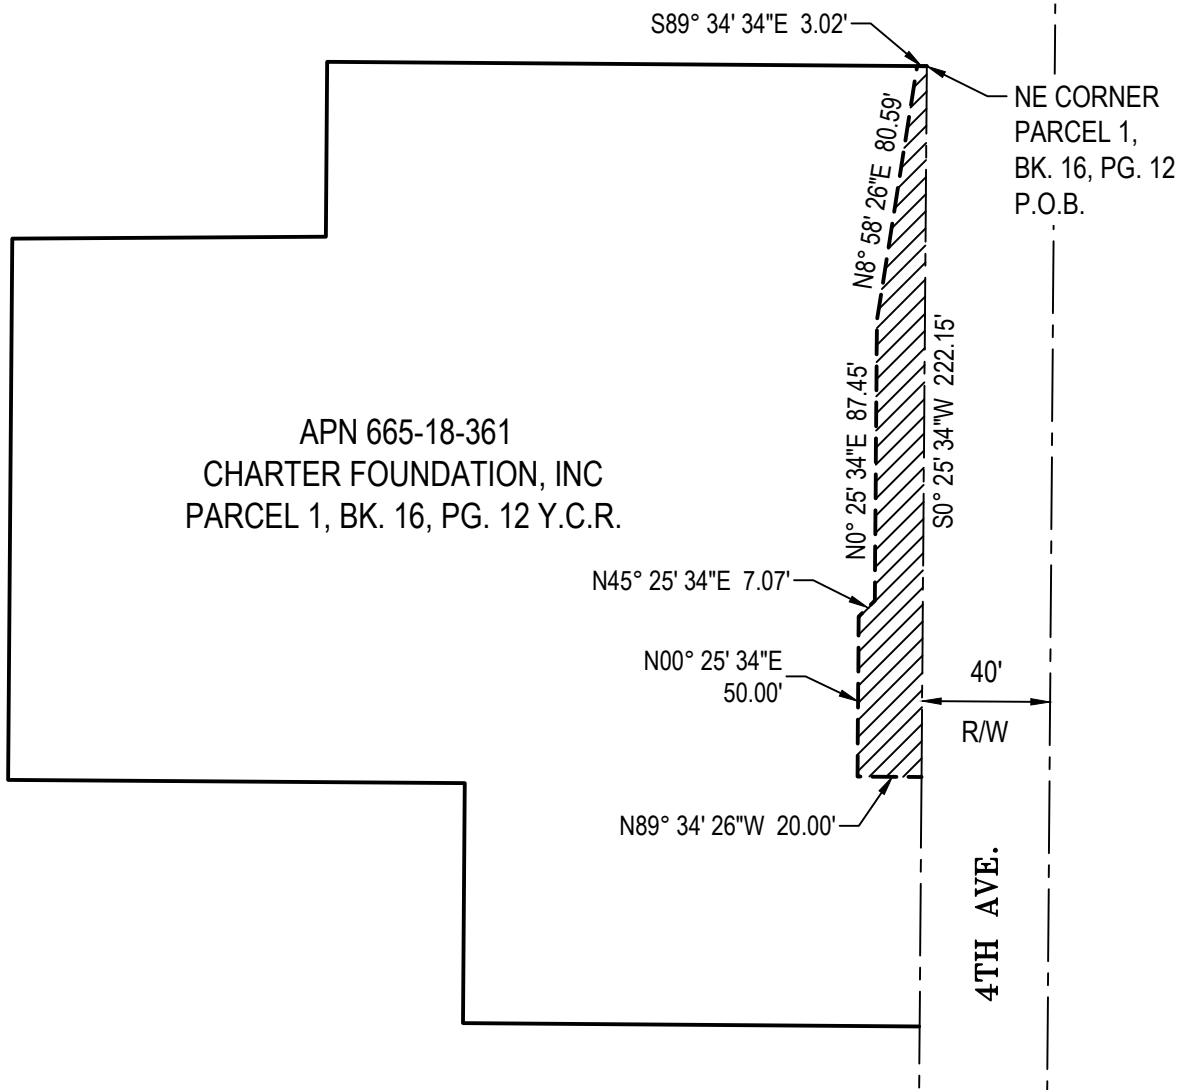 S89° 34' 34"E 3.02'
NE CORNER
PARCEL 1,
BK. 16, PG. 12
P.O.B.
N8° 58' 26"E 80.59'
S0° 25' 34"W 222.15'
N0° 25' 34"E 87.45'
APN 665-18-361
CHARTER FOUNDATION, INC
PARCEL 1, BK. 16, PG. 12 Y.C.R.
N45° 25' 34"E 7.07'
N00° 25' 34"E
50.00'
40'
R/W
N89° 34' 26"W 20.00'
4TH AVE.